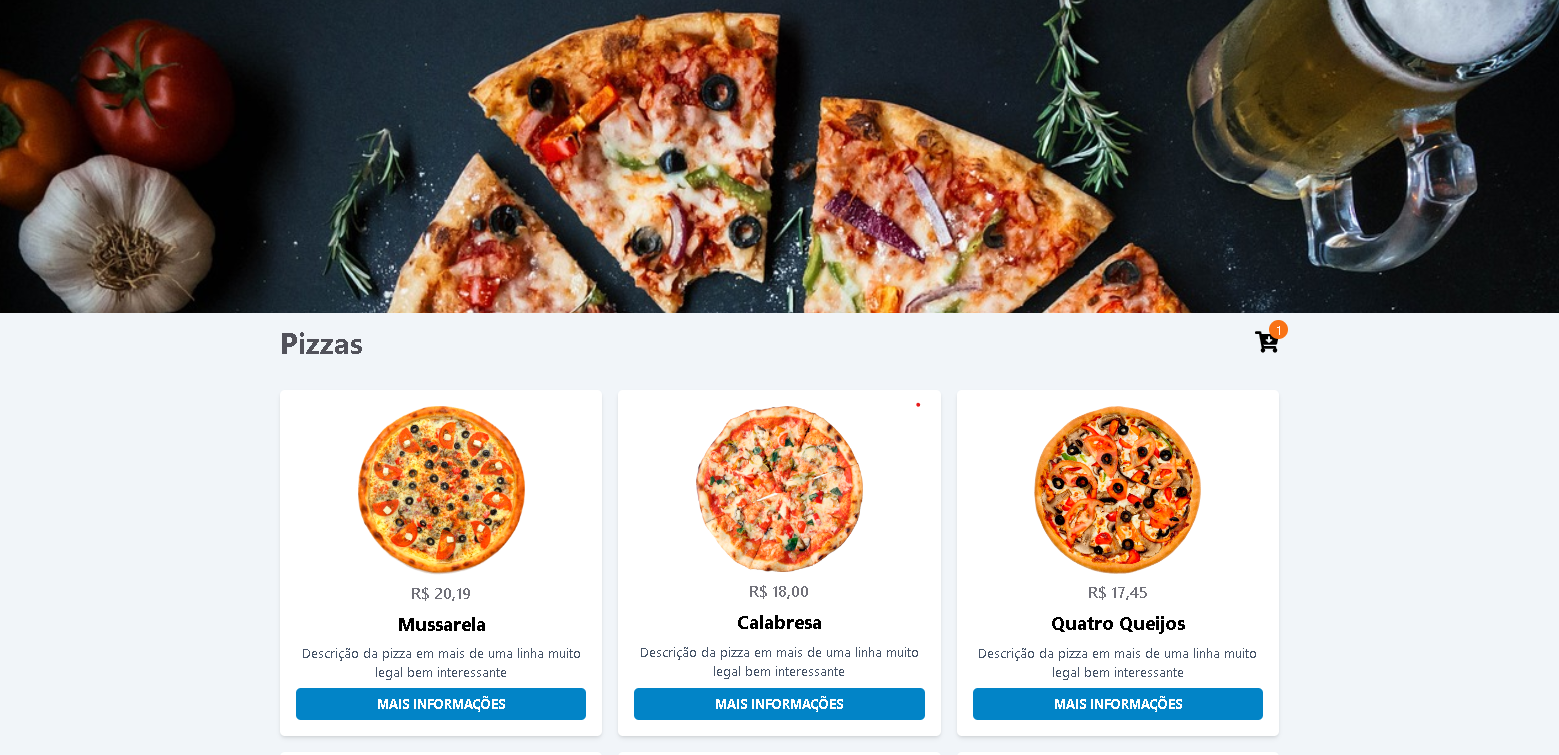 Pizzas
1
R$ 20,19
Mussarela
Descrição da pizza em mais de uma linha muito
legal bem interessante
MAIS INFORMAÇÕES
R$ 18,00
Calabresa
Descrição da pizza em mais de uma linha muito
legal bem interessante
MAIS INFORMAÇÕES
R$ 17,45
Quatro Queijos
Descrição da pizza em mais de uma linha muito
legal bem interessante
MAIS INFORMAÇÕES